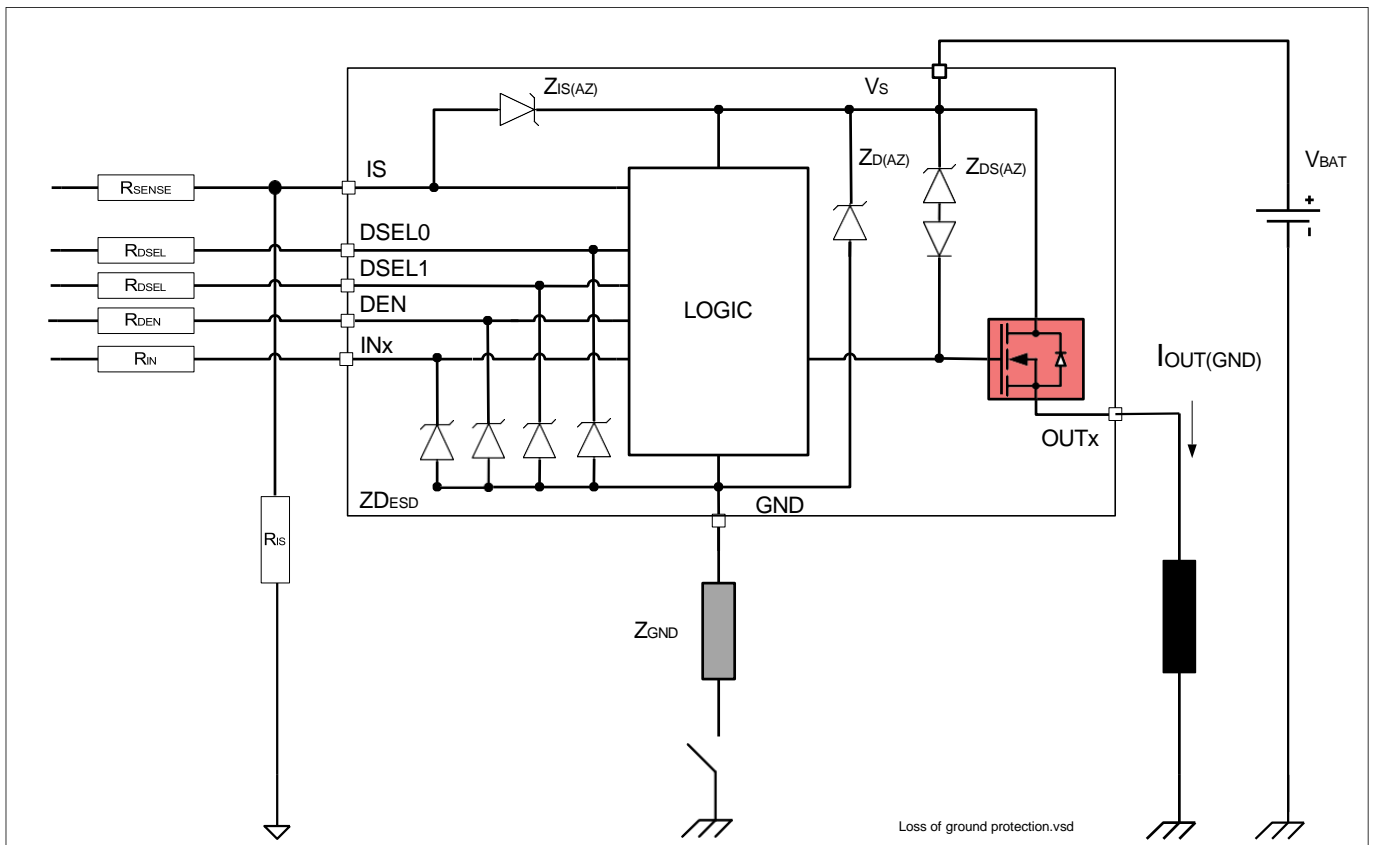 ZIS(AZ)
VS
IS
ZD(AZ)
ZDS(AZ)
VBAT
RSENSE
+
-
DSEL0
RDSEL
DSEL1
RDSEL
DEN
RDEN
LOGIC
INx
RIN
IOUT(GND)
OUTx
ZDESD
GND
RIS
ZGND
Loss of ground protection.vsd